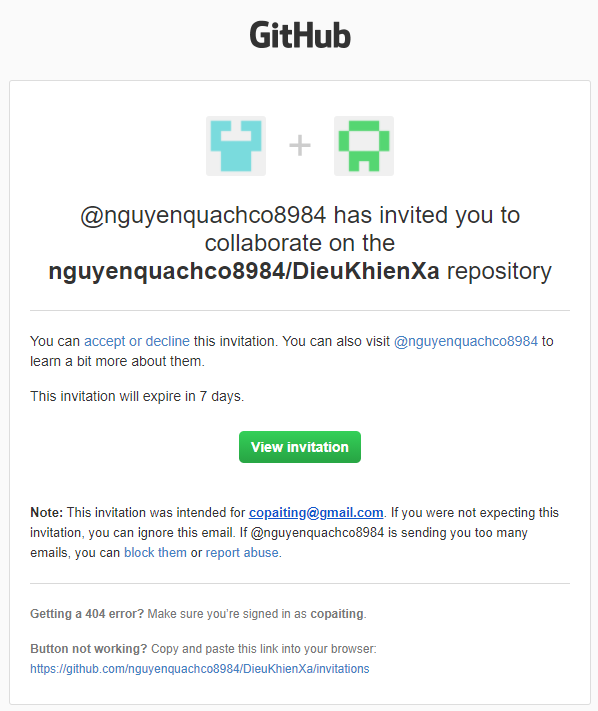 GitHub
+
@nguyenquachco8984 has invited you to
collaborate on the
nguyenquachco8984/DieuKhienXa repository
You can accept or decline this invitation. You can also visit @nguyenquachco8984 to
learn a bit more about them.
This invitation will expire in 7 days.
View invitation
Note: This invitation was intended for copaiting@gmail.com. If you were not expecting this
invitation, you can ignore this email. If @nguyenquachco8984 is sending you too many
emails, you can block them or report abuse.
Getting a 404 error? Make sure you’re signed in as copaiting.
Button not working? Copy and paste this link into your browser:
https://github.com/nguyenquachco8984/DieuKhienXa/invitations